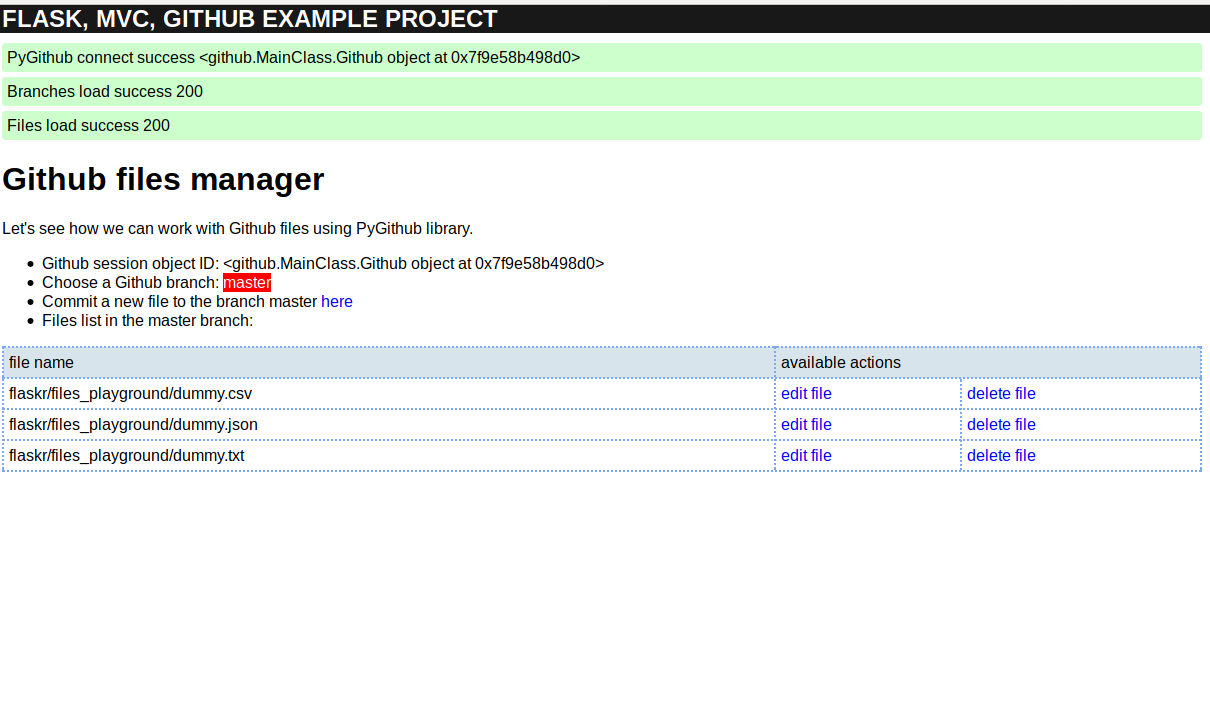 FLASK, MVC, GITHUB EXAMPLE PROJECT
PyGithub connect success <github.MainClass.Github object at 0x7f9e58b498d0>
Branches load success 200
Files load success 200
Github files manager
Let's see how we can work with Github files using PyGithub library.
Github session object ID: <github.MainClass.Github object at 0x7f9e58b498d0>
Choose a Github branch: master
Commit a new file to the branch master here
Files list in the master branch:
file name available actions
flaskr/files_playground/dummy.csv edit file delete file
flaskr/files_playground/dummy.json edit file delete file
flaskr/files_playground/dummy.txt edit file delete file